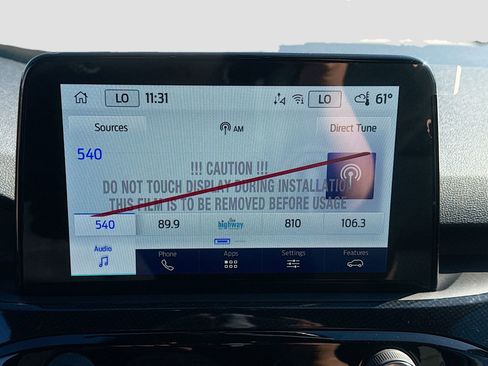 LO 11:31 LO 61°
Sources AM Direct Tune
540
!!! CAUTION !!!
DO NOT TOUCH DISPLAY DURING INSTALLATION
THIS FILM IS TO BE REMOVED BEFORE USAGE
540 89.9 the highway 810 106.3
Audio Phone Apps Settings Features